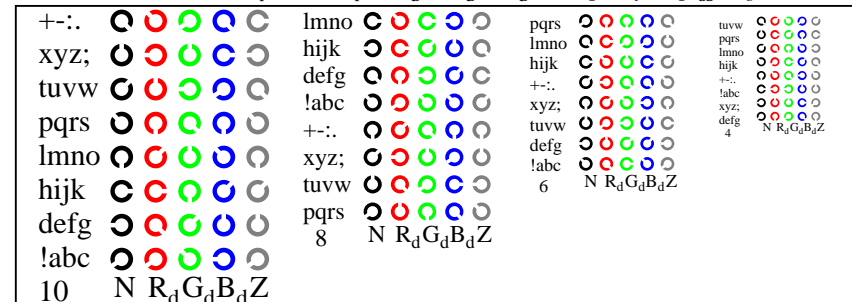 +-:.
xyz;
tuvw
pqrs
lmno
hijk
defg
!abc
10 N RdGdBdZ
lmno
hijk
defg
!abc
+-:.
xyz;
tuvw
pqrs
8 N RdGdBdZ
pqrs
lmno
hijk
+-:.
xyz;
tuvw
defg
!abc
6 N RdGdBdZ
tuvw
pqrs
lmno
hijk
+-:.
!abc
xyz;
defg
4 N RdGdBdZ